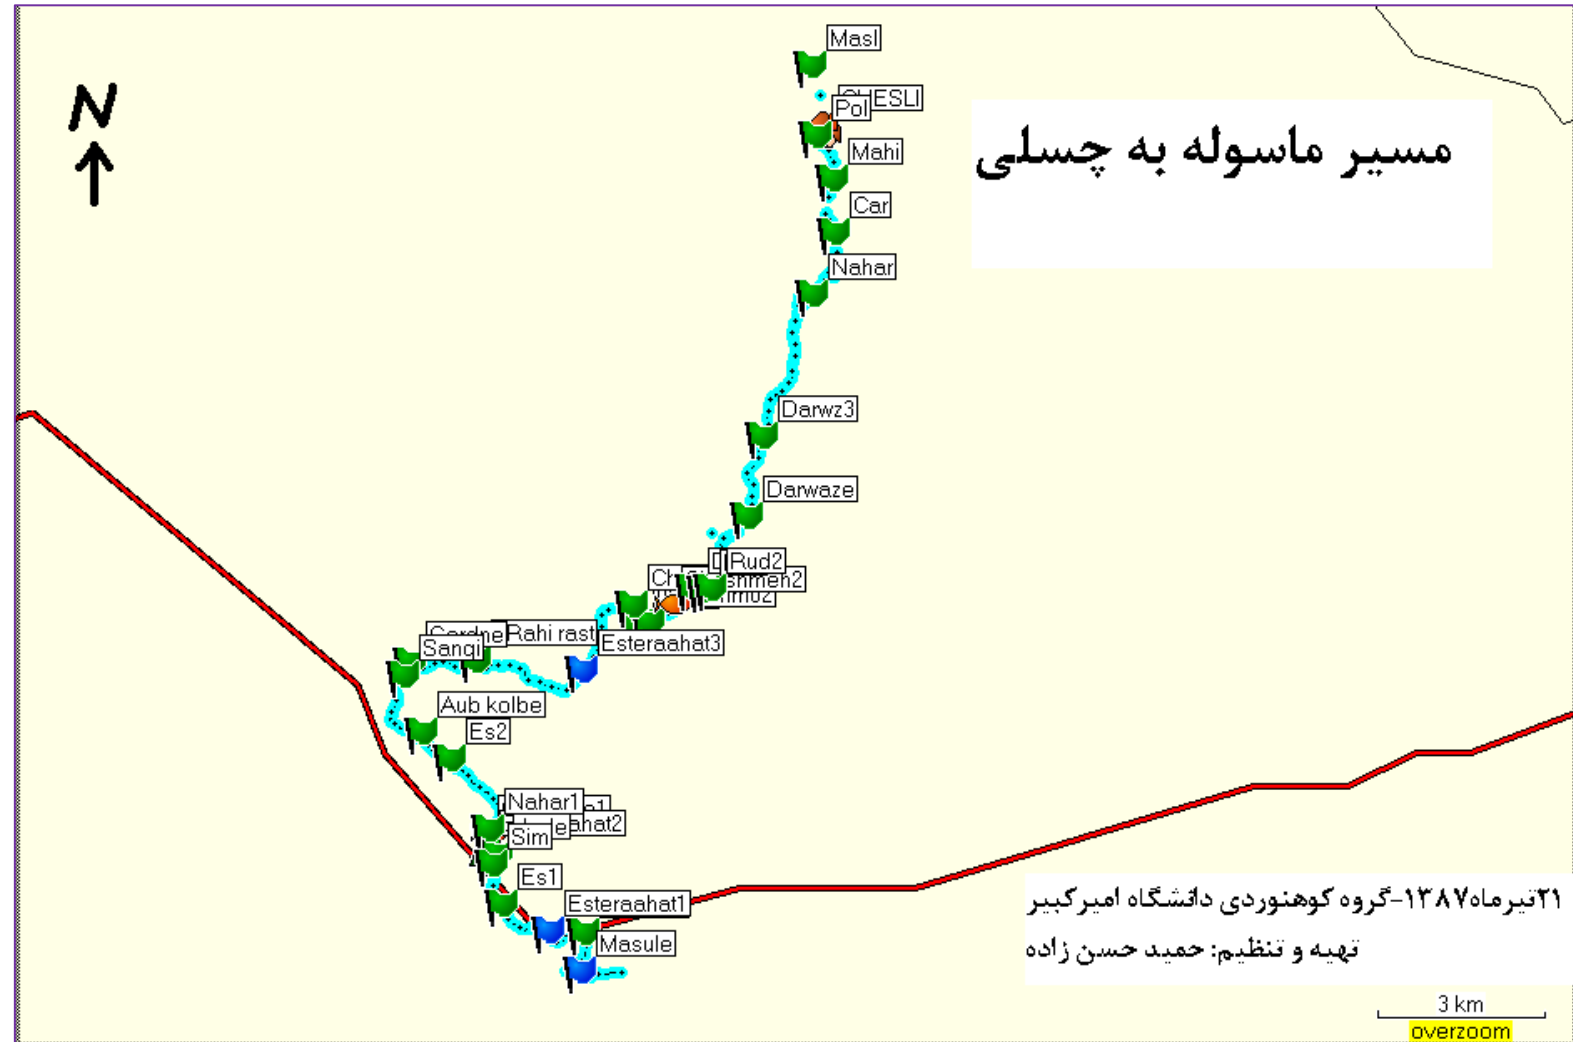 Masl
ESLI
Pol
N
مسیر ماسوله به چسلی
Mahi
Car
Nahar
Darwz3
Darwaze
Rud2
Rahi rast
Esteraahat3
Sangi
Aub kolbe
Es2
Nahar1
Sim
Es1
Esteraahat1
Masule
۲۱تیرماه۱۳۸۷-گروه کوهنوردی دانشگاه امیرکبیر
تهیه و تنظیم: حمید حسن زاده
3 km
overzoom